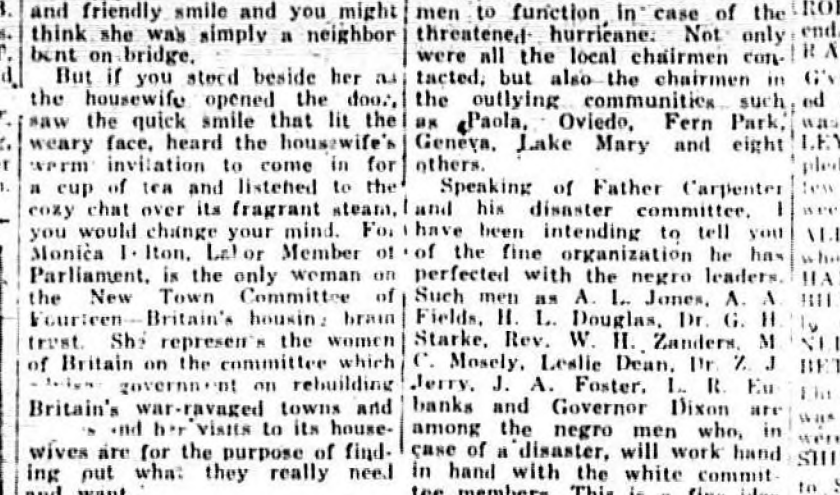 and friendly smile and you might
think she was simply a neighbor
bent on bridge.
But if you stood beside her as
the housewife opened the door,
saw the quick smile that lit the
weary face, heard the housewife's
warm invitation to come in for
a cup of tea and listened to the
cozy chat over its fragrant steam,
you would change your mind. For
Monica Labor Member of
Parliament, is the only woman on
the New Town Committee of
Fourteen—Britain's housing brain
trust. She represents the women
of Britain on the committee which
government on rebuilding
Britain's war-ravaged towns and
and her visits to its house-
wives are for the purpose of find-
ing out what they really need
and want
men to function in case of the
threatened hurricane. Not only
were all the local chairmen con-
tacted, but also the chairmen in
the outlying communities such
as Paola, Oviedo, Fern Park,
Geneva, Lake Mary and eight
others.
Speaking of Father Carpenter
and his disaster committee, I
have been intending to tell you
of the fine organization he has
perfected with the negro leaders.
Such men as A. L. Jones, A. A.
Fields, H. L. Douglas, Dr. G. H.
Starke, Rev. W. H. Zanders, M.
C. Mosely, Leslie Dean, Dr. Z. J.
Jerry, J. A. Foster, L. R. Eu-
banks and Governor Dixon are
among the negro men who, in
case of a disaster, will work hand
in hand with the white commit-
tee members. This is a fine idea